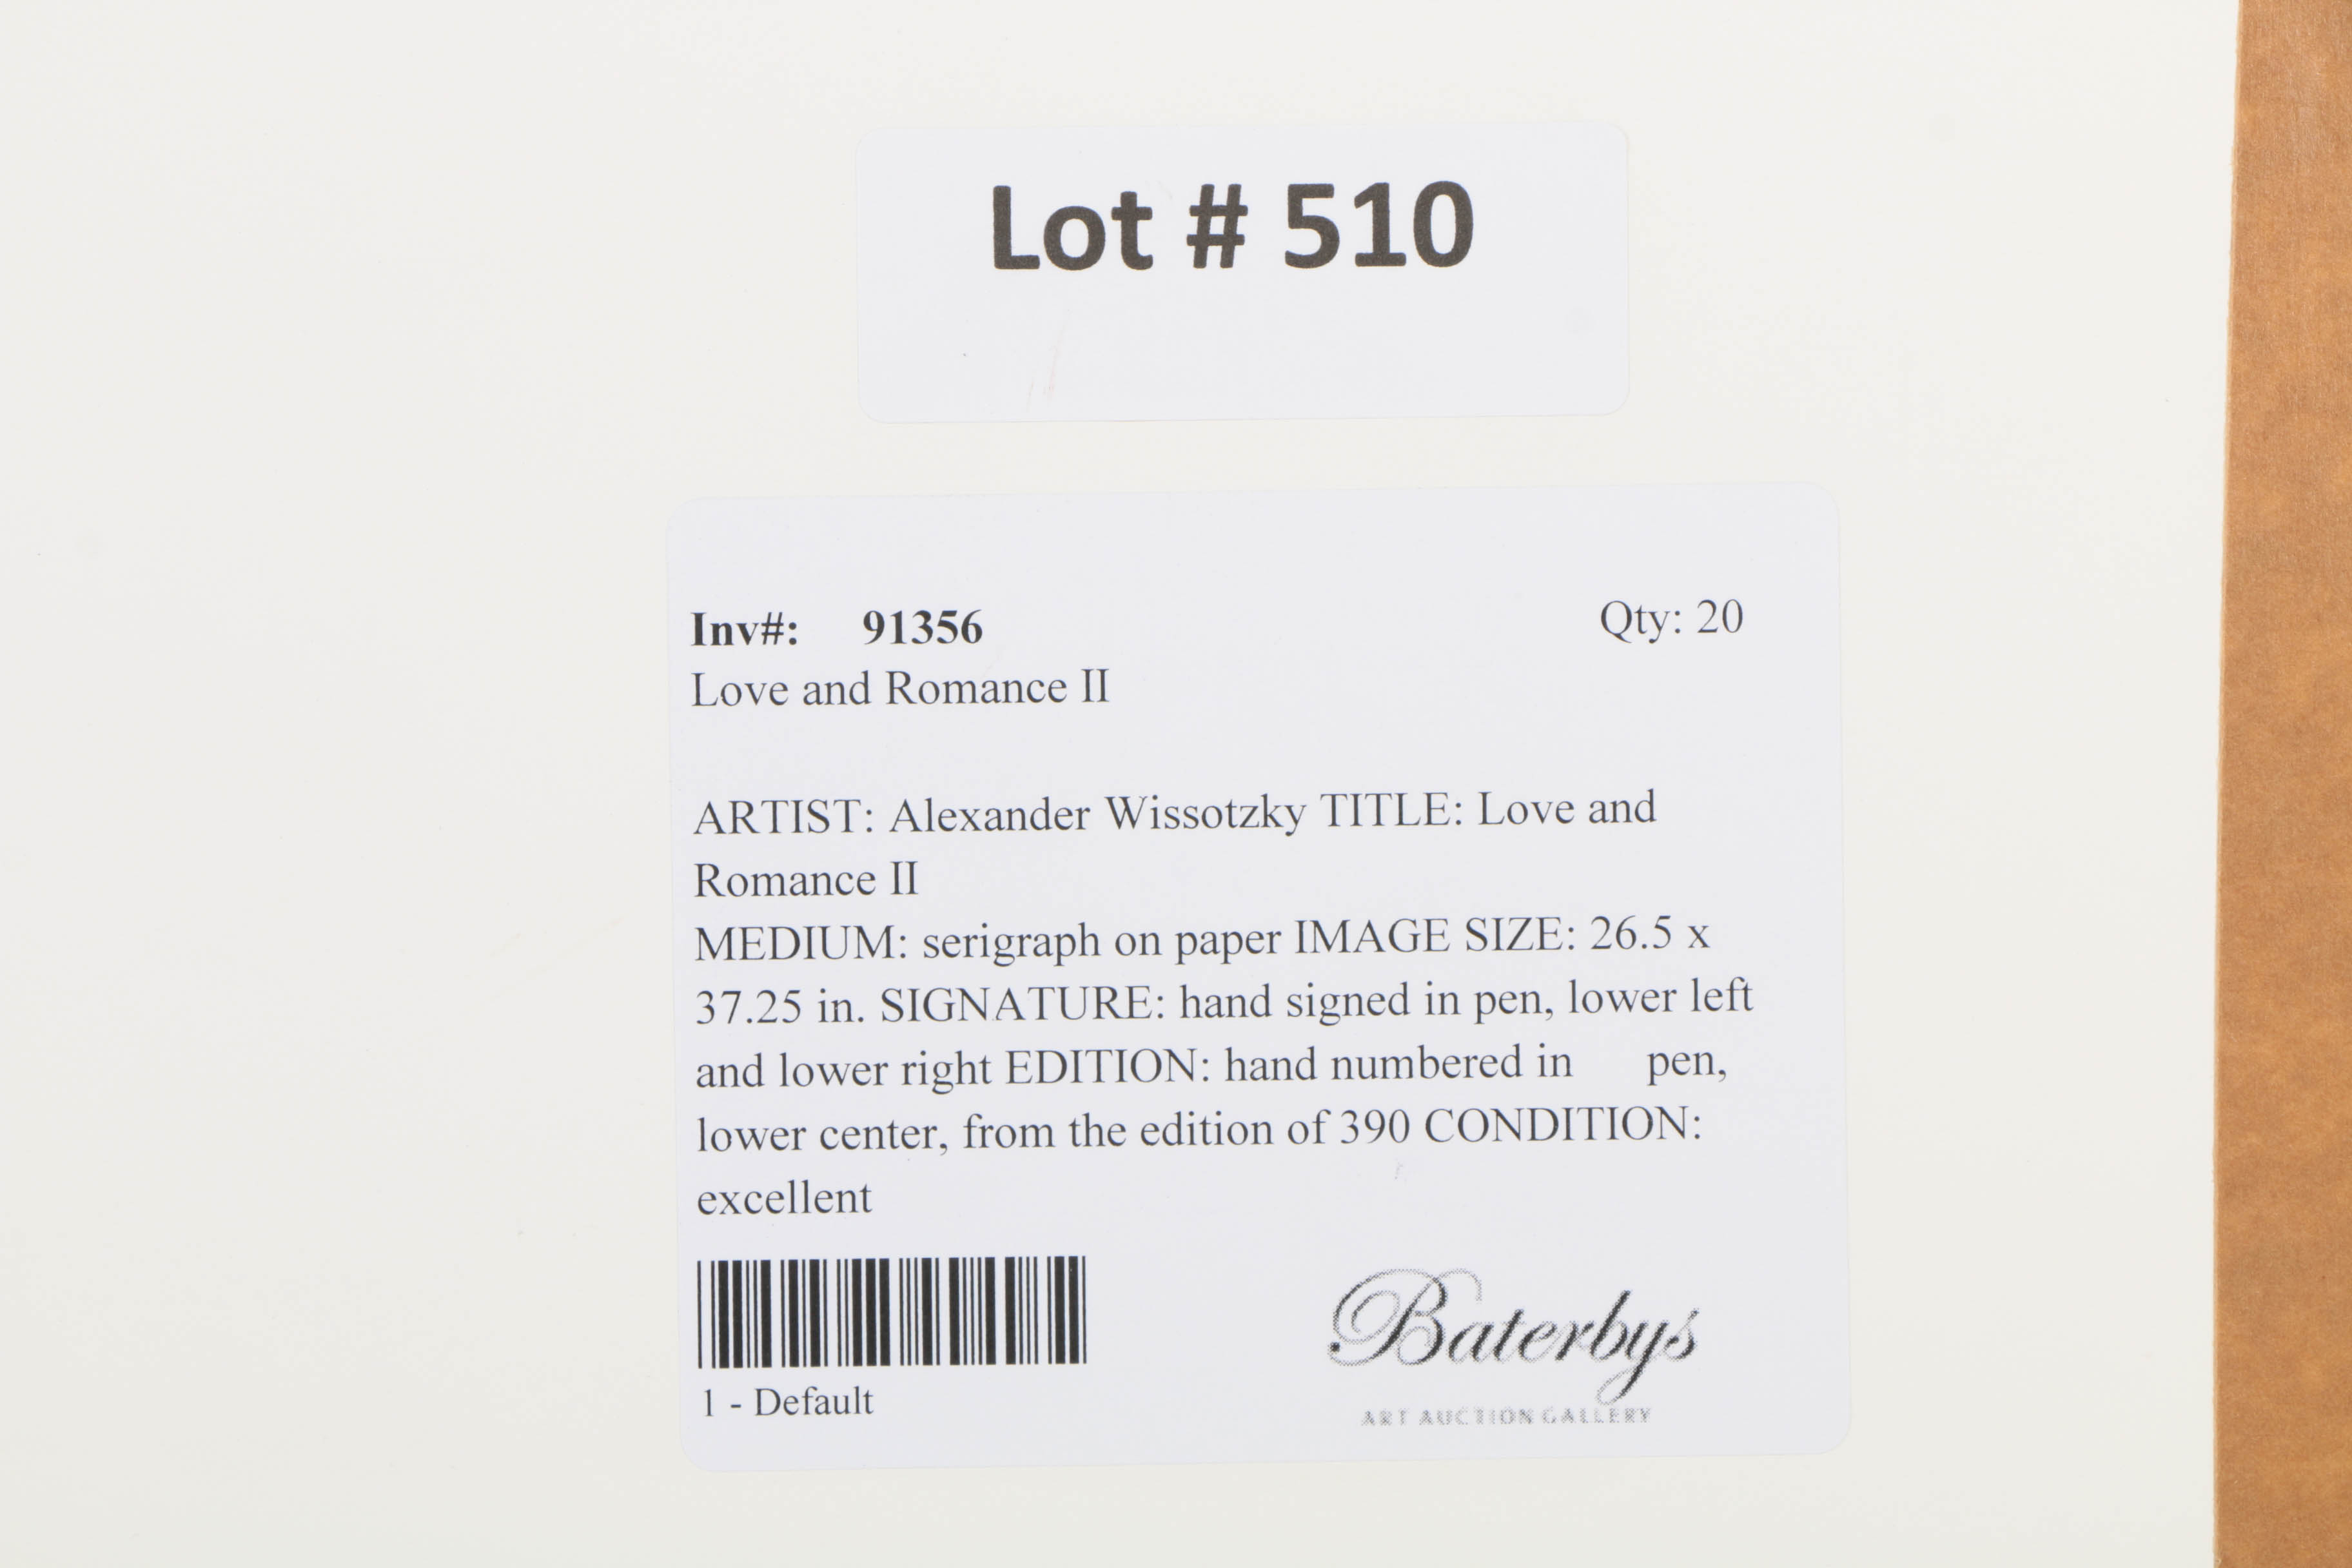 Lot # 510
Inv#: 91356 Qty: 20
Love and Romance II
ARTIST: Alexander Wissotzky TITLE: Love and
Romance II
MEDIUM: serigraph on paper IMAGE SIZE: 26.5 x
37.25 in. SIGNATURE: hand signed in pen, lower left
and lower right EDITION: hand numbered in pen,
lower center, from the edition of 390 CONDITION:
excellent
1 - Default
Baterbys
ART AUCTION GALLERY